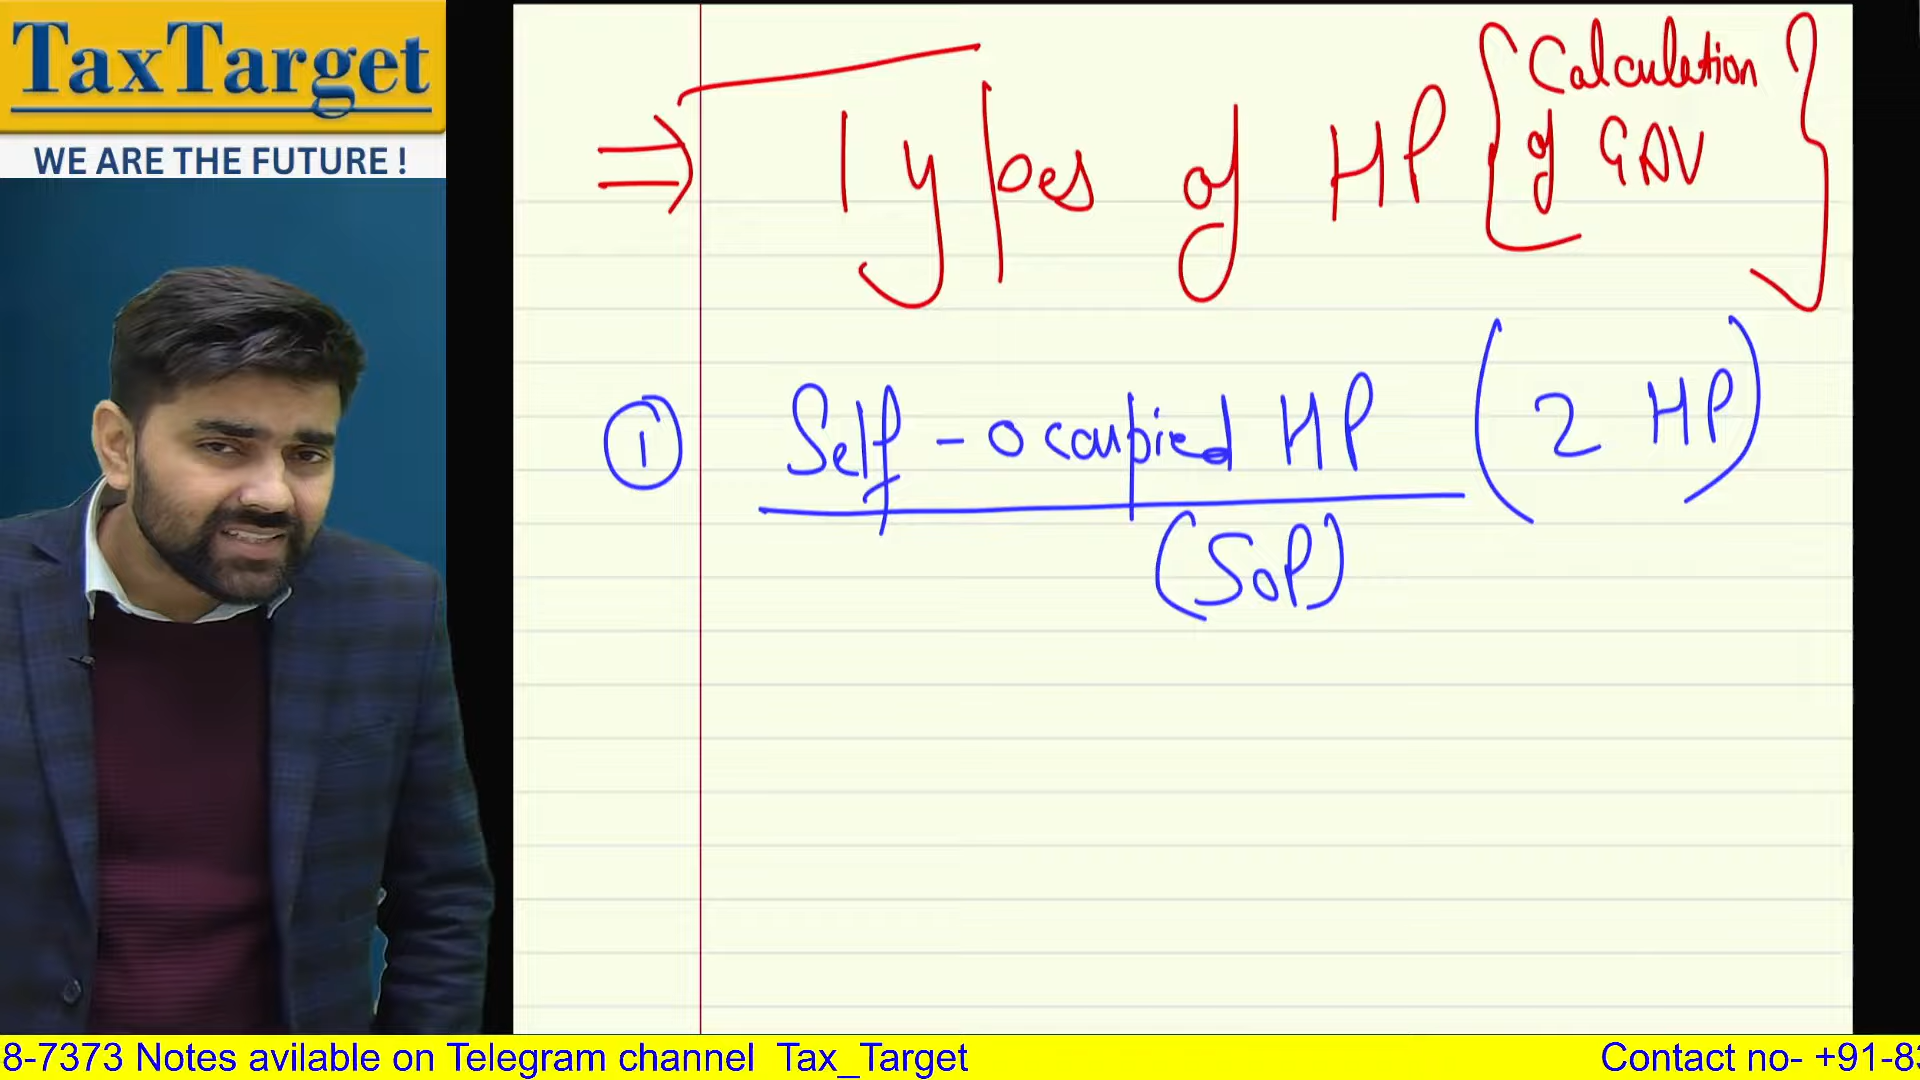 TaxTarget
WE ARE THE FUTURE !
⇒ Types of HP { Calculation
of GAV }
① Self-occupied HP (2 HP)
(SOP)
8-7373 Notes avilable on Telegram channel Tax_Target
Contact no- +91-83